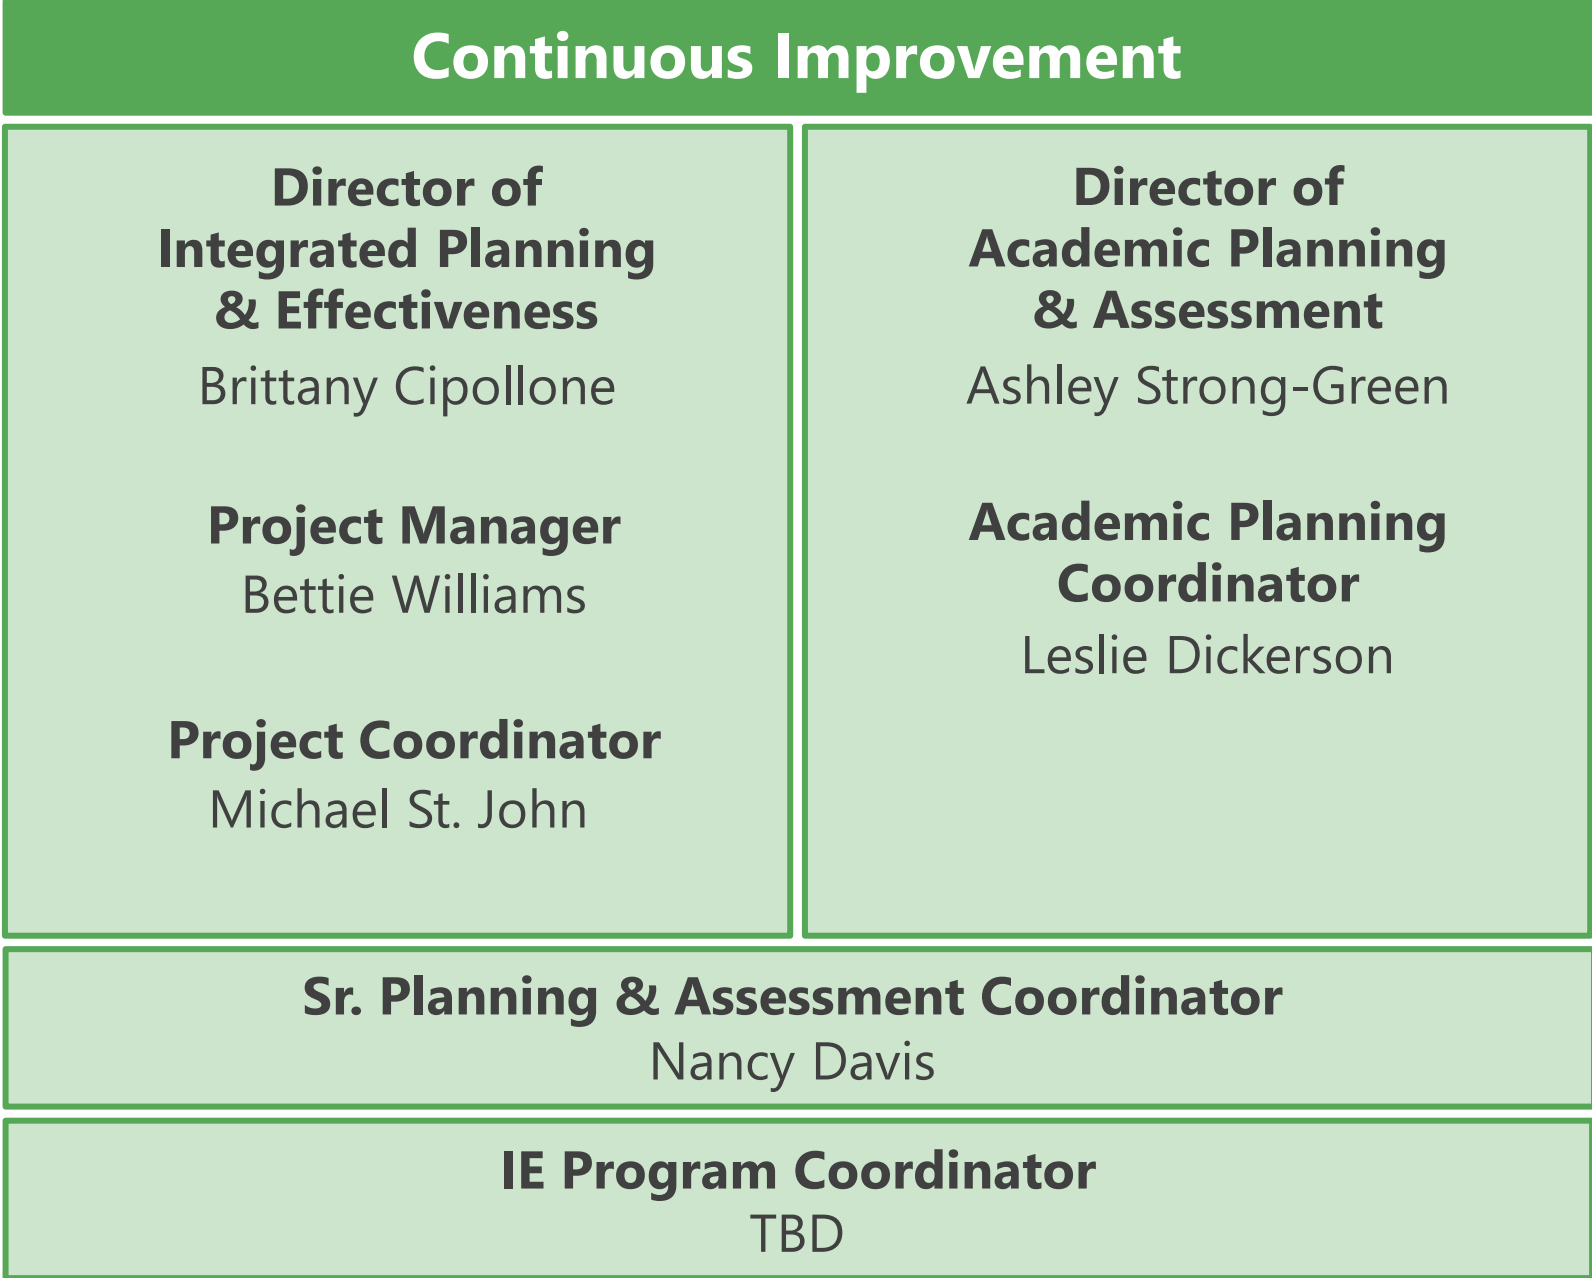 Continuous Improvement
Director of
Integrated Planning
& Effectiveness
Brittany Cipollone
Project Manager
Bettie Williams
Project Coordinator
Michael St. John
Director of
Academic Planning
& Assessment
Ashley Strong-Green
Academic Planning
Coordinator
Leslie Dickerson
Sr. Planning & Assessment Coordinator
Nancy Davis
IE Program Coordinator
TBD